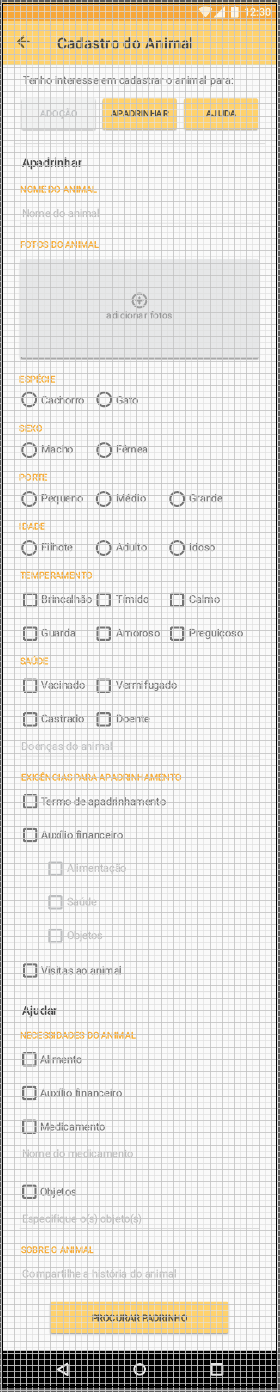 12:30
Cadastro do Animal
Tenho interesse em cadastrar o animal para:
ADOÇÃO APADRINHAR AJUDA
Apadrinhar
NOME DO ANIMAL
Nome do animal
FOTOS DO ANIMAL
adicionar fotos
ESPÉCIE
Cachorro Gato
SEXO
Macho Fêmea
PORTE
Pequeno Médio Grande
IDADE
Filhote Adulto Idoso
TEMPERAMENTO
Brincalhão Tímido Calmo
Guarda Amoroso Preguiçoso
SAÚDE
Vacinado Vermifugado
Castrado Doente
Doenças do animal
EXIGÊNCIAS PARA APADRINHAMENTO
Termo de apadrinhamento
Auxílio financeiro
Alimentação
Saúde
Objetos
Visitas ao animal
Ajudar
NECESSIDADES DO ANIMAL
Alimento
Auxílio financeiro
Medicamento
Nome do medicamento
Objetos
Especifique o(s) objeto(s)
SOBRE O ANIMAL
Compartilhe a história do animal
PROCURAR PADRINHO